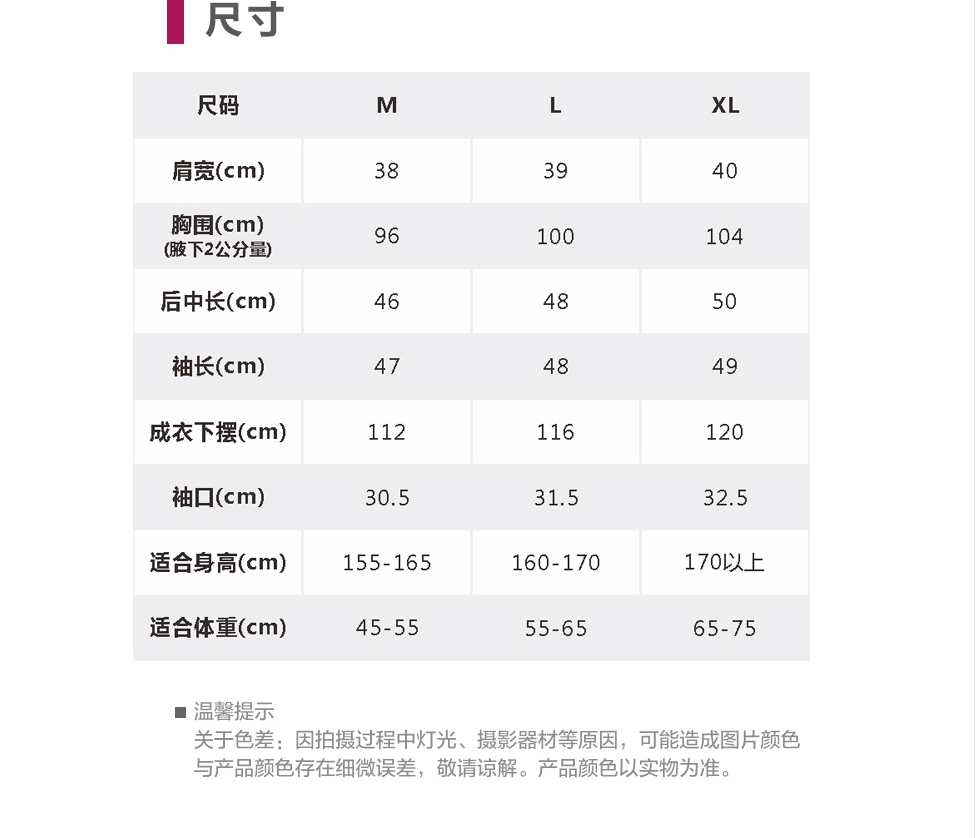 尺寸
尺码 M L XL
肩宽(cm) 38 39 40
胸围(cm) 96 100 104
(腋下2公分量)
后中长(cm) 46 48 50
袖长(cm) 47 48 49
成衣下摆(cm) 112 116 120
袖口(cm) 30.5 31.5 32.5
适合身高(cm) 155-165 160-170 170以上
适合体重(cm) 45-55 55-65 65-75
■ 温馨提示
关于色差：因拍摄过程中灯光、摄影器材等原因，可能造成图片颜色
与产品颜色存在细微误差，敬请谅解。产品颜色以实物为准。